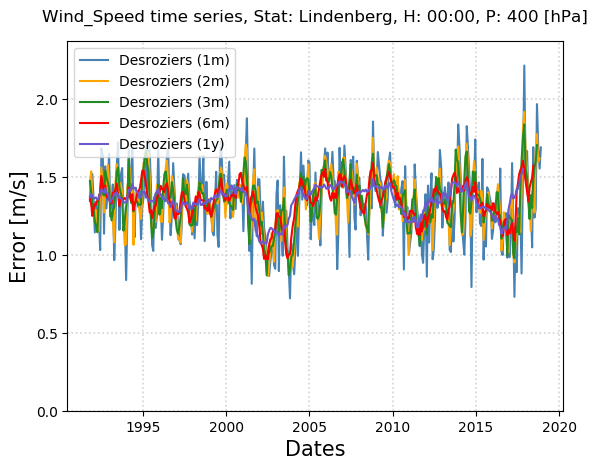 Wind_Speed time series, Stat: Lindenberg, H: 00:00, P: 400 [hPa]
Desroziers (1m)
Desroziers (2m)
Desroziers (3m)
Desroziers (6m)
Desroziers (1y)
Error [m/s]
2.0
1.5
1.0
0.5
0.0
1995 2000 2005 2010 2015 2020
Dates